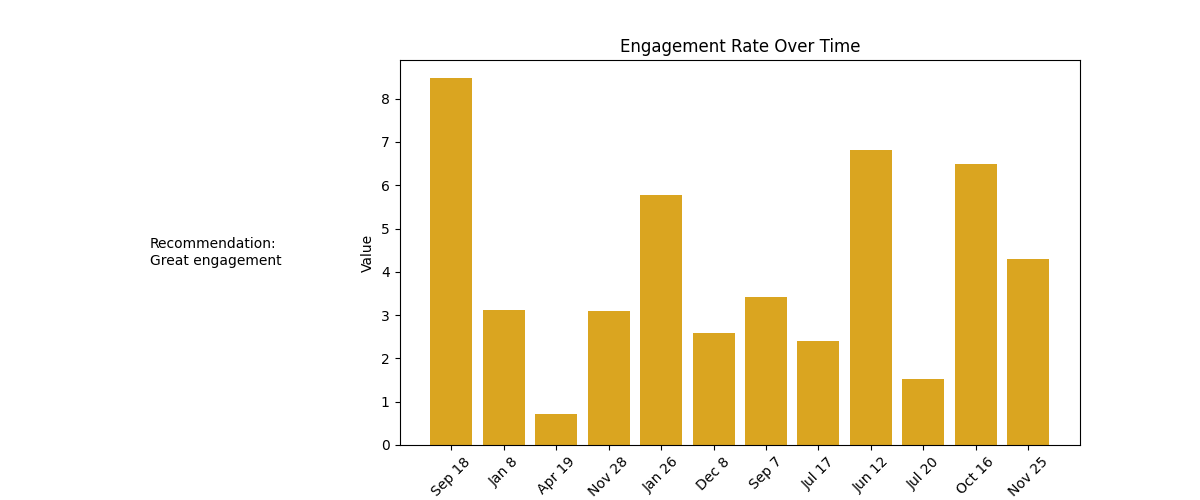 Engagement Rate Over Time
Recommendation:
Great engagement
Value
8
7
6
5
4
3
2
1
0
Sep 18
Jan 8
Apr 19
Nov 28
Jan 26
Dec 8
Sep 7
Jul 17
Jun 12
Jul 20
Oct 16
Nov 25